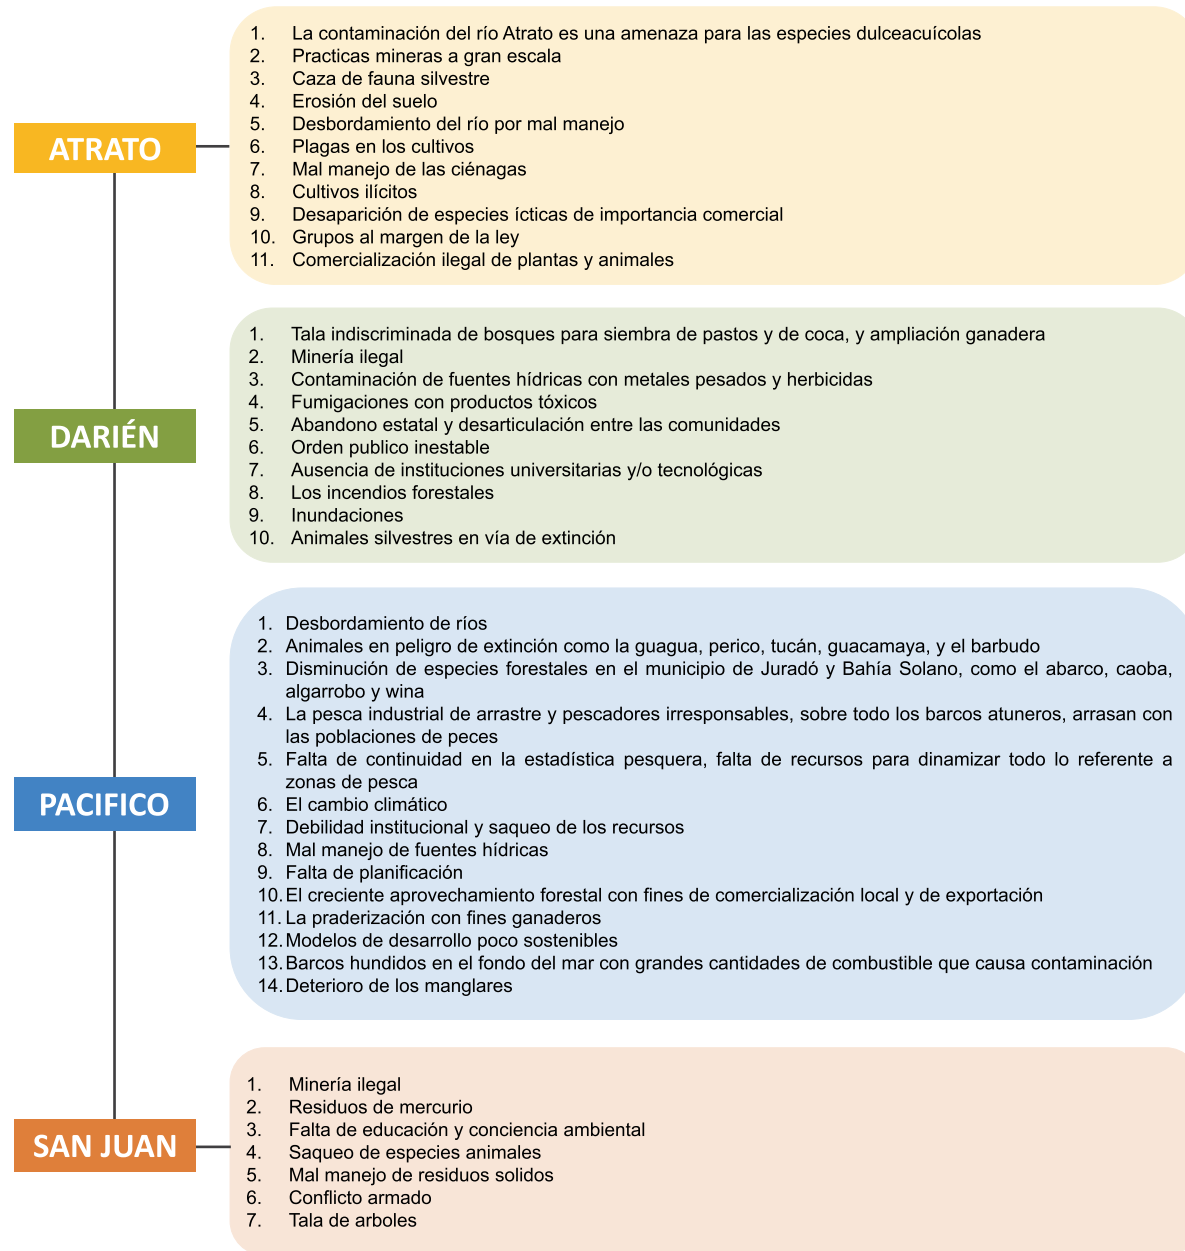 ATRATO
1. La contaminación del río Atrato es una amenaza para las especies dulceacuícolas
2. Practicas mineras a gran escala
3. Caza de fauna silvestre
4. Erosión del suelo
5. Desbordamiento del río por mal manejo
6. Plagas en los cultivos
7. Mal manejo de las ciénagas
8. Cultivos ilícitos
9. Desaparición de especies ícticas de importancia comercial
10. Grupos al margen de la ley
11. Comercialización ilegal de plantas y animales
DARIÉN
1. Tala indiscriminada de bosques para siembra de pastos y de coca, y ampliación ganadera
2. Minería ilegal
3. Contaminación de fuentes hídricas con metales pesados y herbicidas
4. Fumigaciones con productos tóxicos
5. Abandono estatal y desarticulación entre las comunidades
6. Orden publico inestable
7. Ausencia de instituciones universitarias y/o tecnológicas
8. Los incendios forestales
9. Inundaciones
10. Animales silvestres en vía de extinción
PACIFICO
1. Desbordamiento de ríos
2. Animales en peligro de extinción como la guagua, perico, tucán, guacamaya, y el barbudo
3. Disminución de especies forestales en el municipio de Juradó y Bahía Solano, como el abarco, caoba,
algarrobo y wina
4. La pesca industrial de arrastre y pescadores irresponsables, sobre todo los barcos atuneros, arrasan con
las poblaciones de peces
5. Falta de continuidad en la estadística pesquera, falta de recursos para dinamizar todo lo referente a
zonas de pesca
6. El cambio climático
7. Debilidad institucional y saqueo de los recursos
8. Mal manejo de fuentes hídricas
9. Falta de planificación
10. El creciente aprovechamiento forestal con fines de comercialización local y de exportación
11. La praderización con fines ganaderos
12. Modelos de desarrollo poco sostenibles
13. Barcos hundidos en el fondo del mar con grandes cantidades de combustible que causa contaminación
14. Deterioro de los manglares
SAN JUAN
1. Minería ilegal
2. Residuos de mercurio
3. Falta de educación y conciencia ambiental
4. Saqueo de especies animales
5. Mal manejo de residuos solidos
6. Conflicto armado
7. Tala de arboles